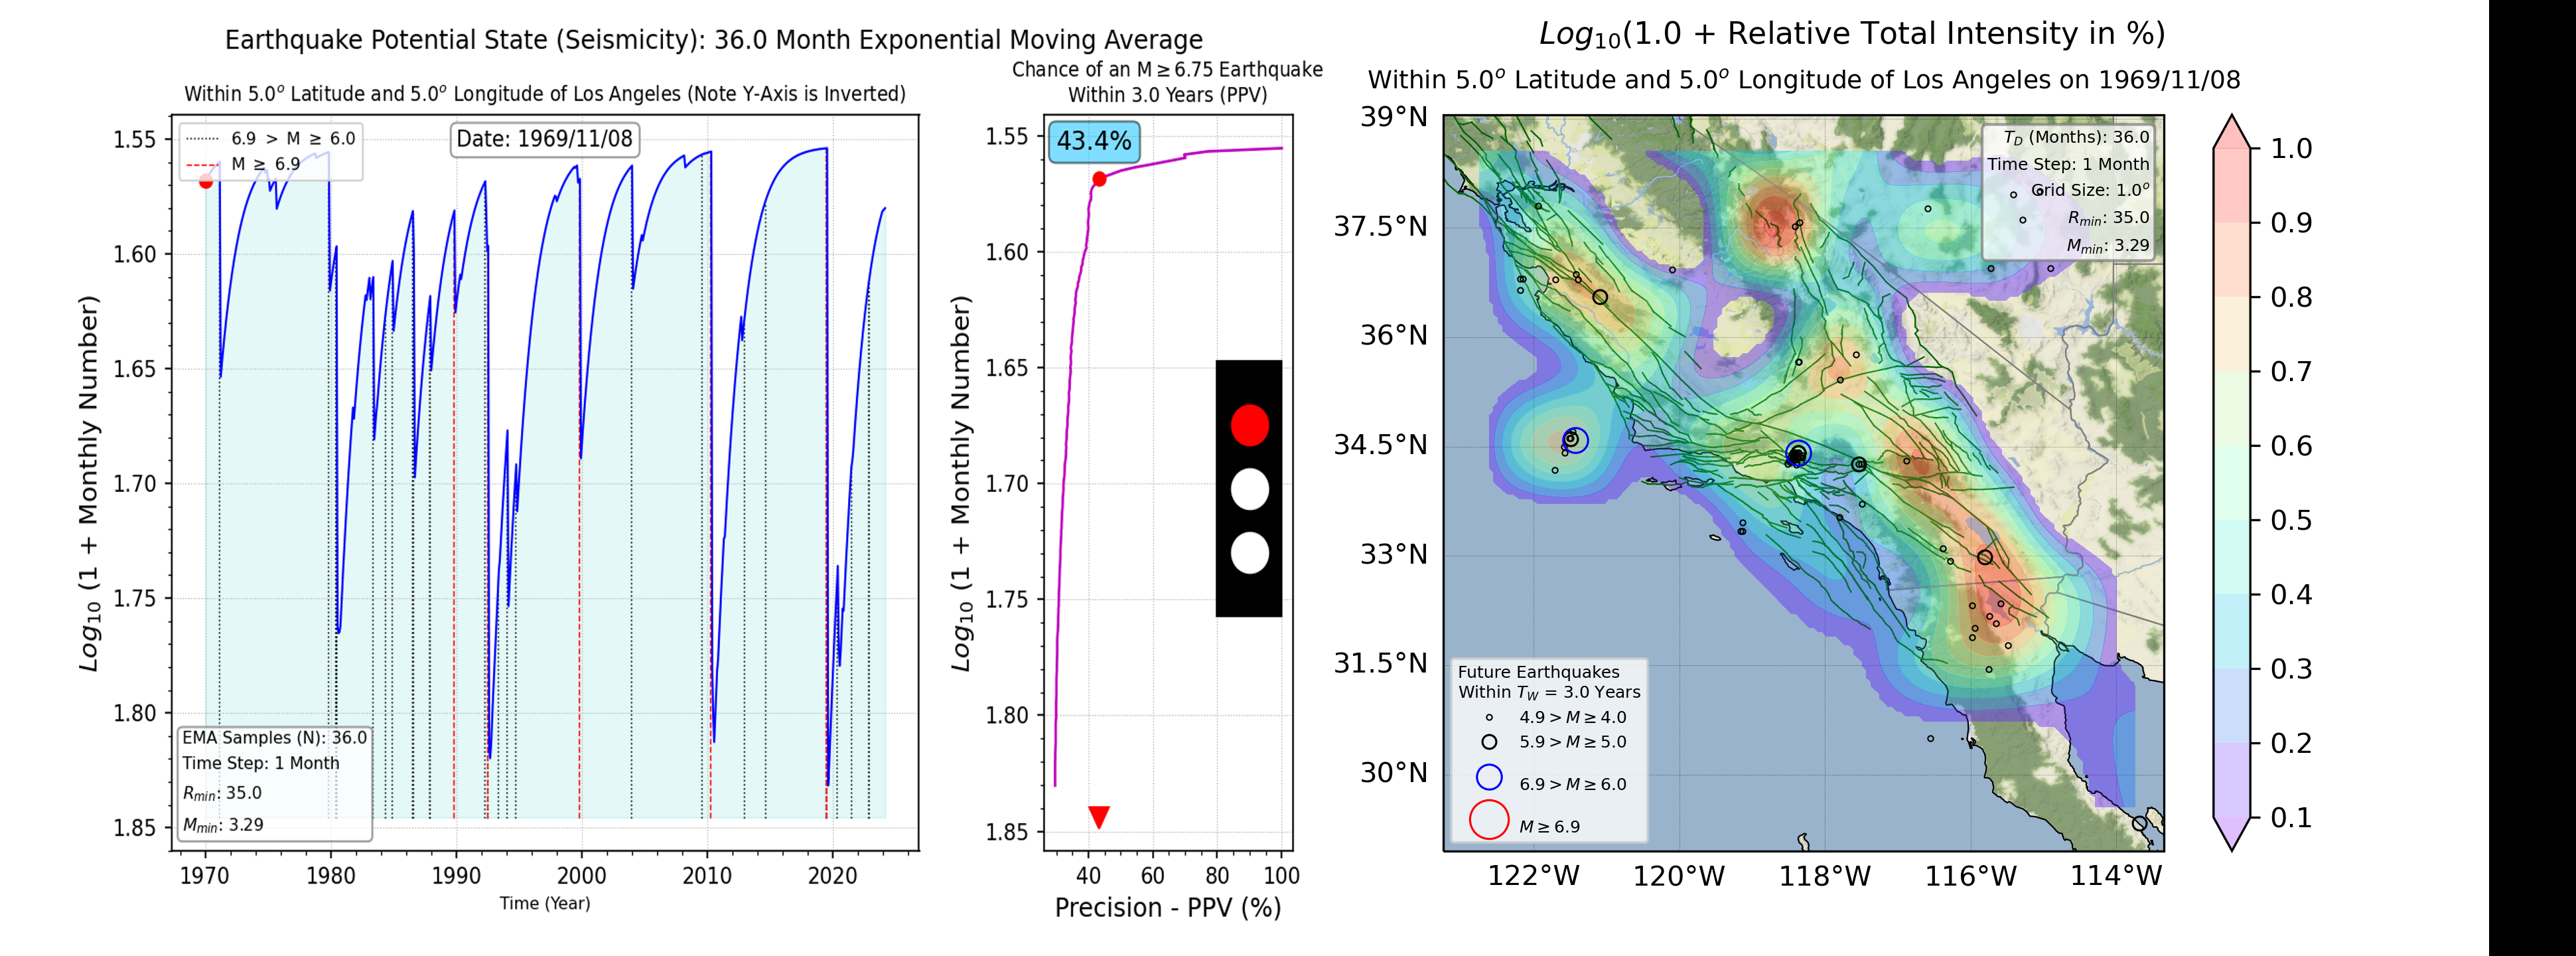 Earthquake Potential State (Seismicity): 36.0 Month Exponential Moving Average
Within 5.0° Latitude and 5.0° Longitude of Los Angeles (Note Y-Axis is Inverted)
6.9 > M ≥ 6.0
M ≥ 6.9
Date: 1969/11/08
Log₁₀ (1 + Monthly Number)
1.55
1.60
1.65
1.70
1.75
1.80
1.85
EMA Samples (N): 36.0
Time Step: 1 Month
Rmin: 35.0
Mmin: 3.29
1970
1980
1990
2000
2010
2020
Time (Year)
Chance of an M ≥ 6.75 Earthquake
Within 3.0 Years (PPV)
43.4%
Log₁₀ (1 + Monthly Number)
1.55
1.60
1.65
1.70
1.75
1.80
1.85
40
60
80
100
Precision - PPV (%)
Log₁₀(1.0 + Relative Total Intensity in %)
Within 5.0° Latitude and 5.0° Longitude of Los Angeles on 1969/11/08
39°N
37.5°N
36°N
34.5°N
33°N
31.5°N
30°N
T_D (Months): 36.0
Time Step: 1 Month
Grid Size: 1.0°
Rmin: 35.0
Mmin: 3.29
Future Earthquakes
Within T_W = 3.0 Years
4.9 > M ≥ 4.0
5.9 > M ≥ 5.0
6.9 > M ≥ 6.0
M ≥ 6.9
122°W
120°W
118°W
116°W
114°W
1.0
0.9
0.8
0.7
0.6
0.5
0.4
0.3
0.2
0.1